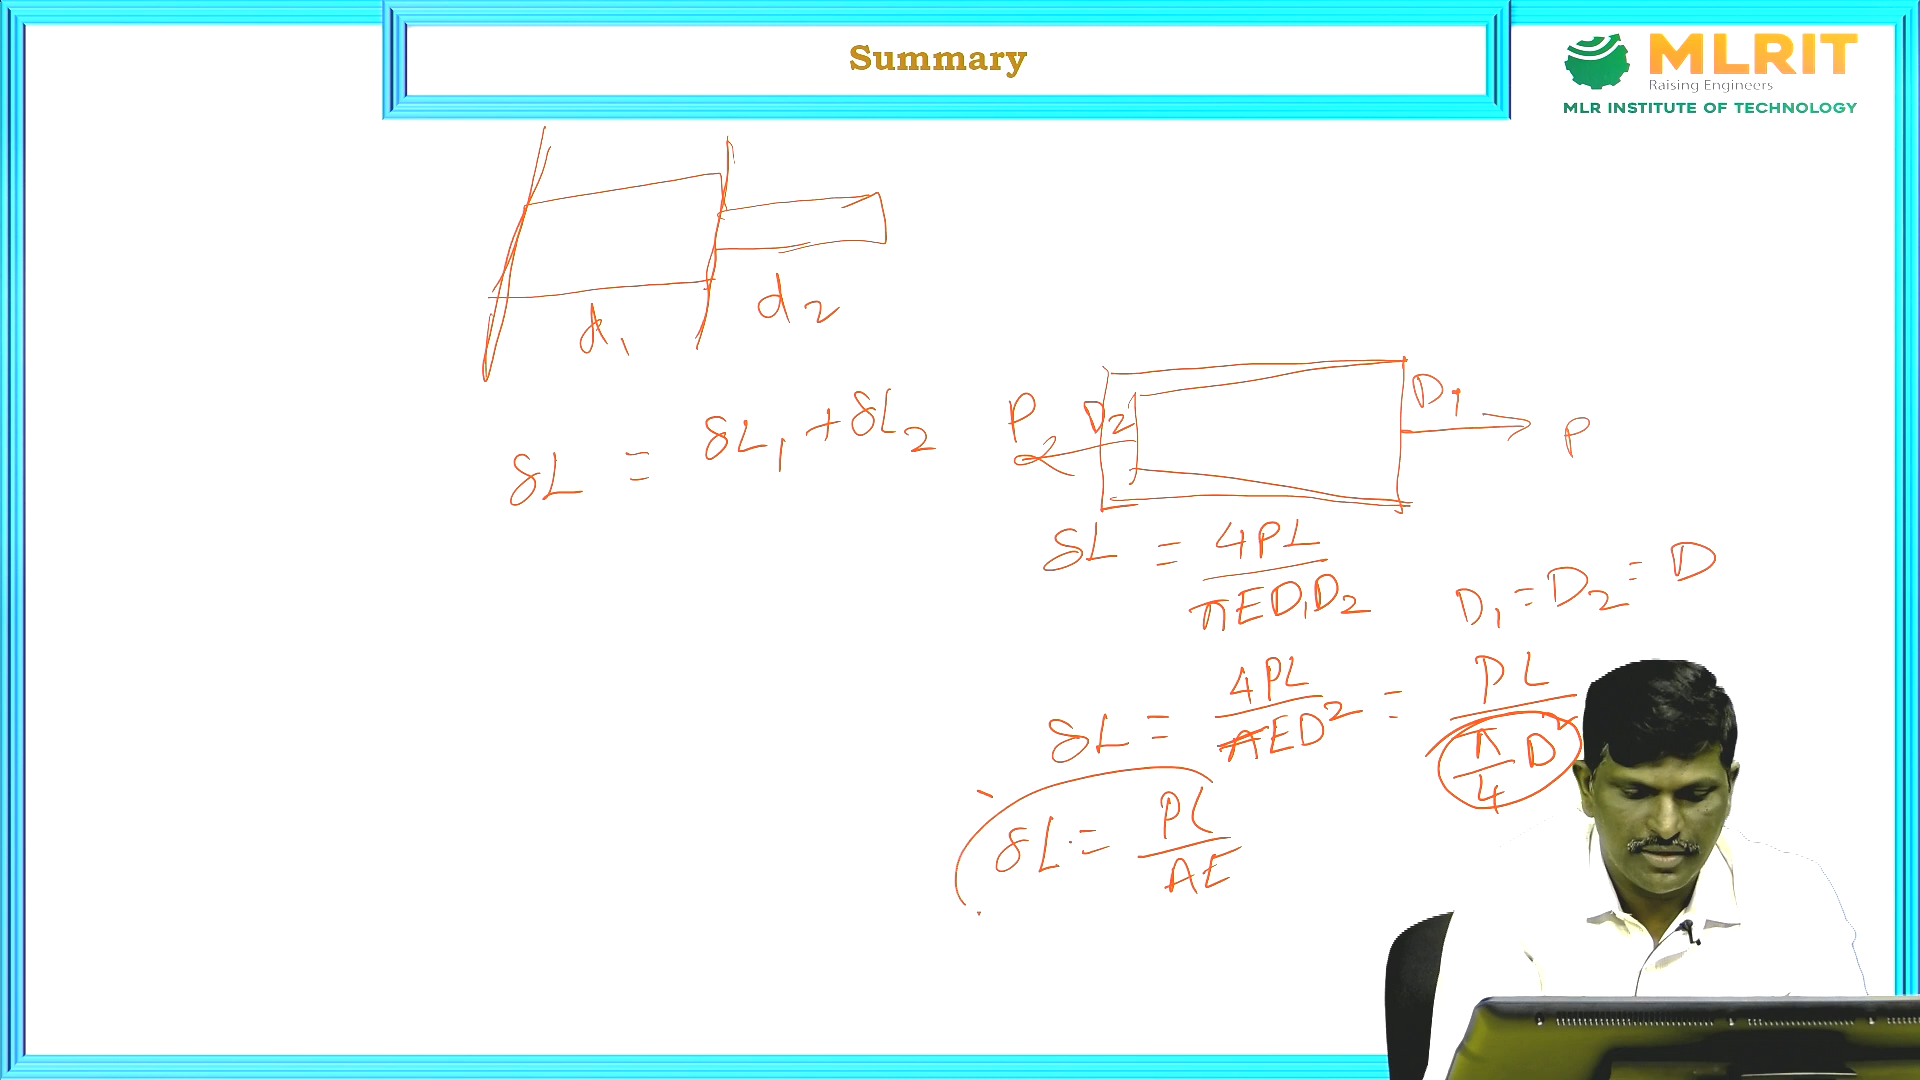 Summary
MLRIT
Raising Engineers
MLR INSTITUTE OF TECHNOLOGY
d1
d2
δL = δL1 + δL2
P D2 D1 P
δL = 4PL / πED1D2
D1 = D2 = D
δL = 4PL / πED² = PL / π/4 D²
δL = PL / AE